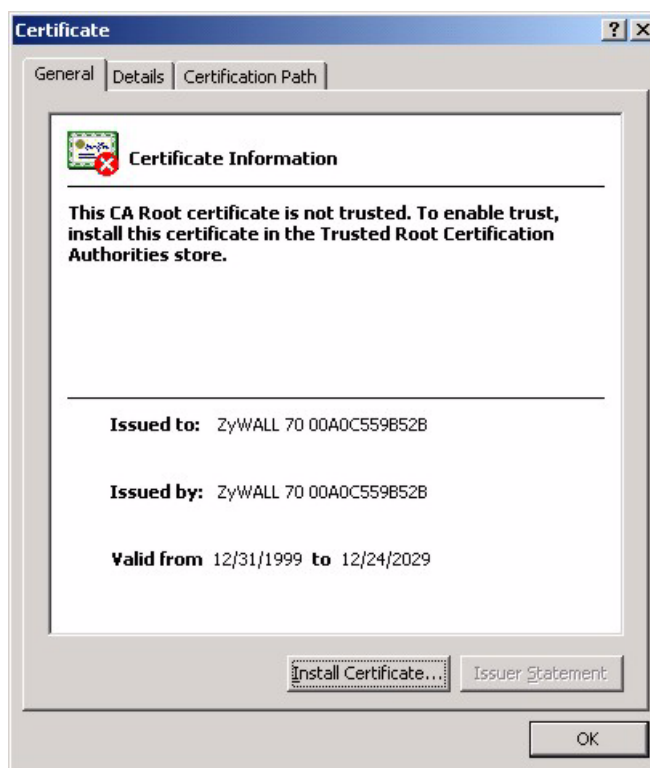 Certificate
General Details Certification Path
Certificate Information
This CA Root certificate is not trusted. To enable trust,
install this certificate in the Trusted Root Certification
Authorities store.
Issued to: ZyWALL 70 00A0C559B52B
Issued by: ZyWALL 70 00A0C559B52B
Valid from 12/31/1999 to 12/24/2029
Install Certificate... Issuer Statement
OK